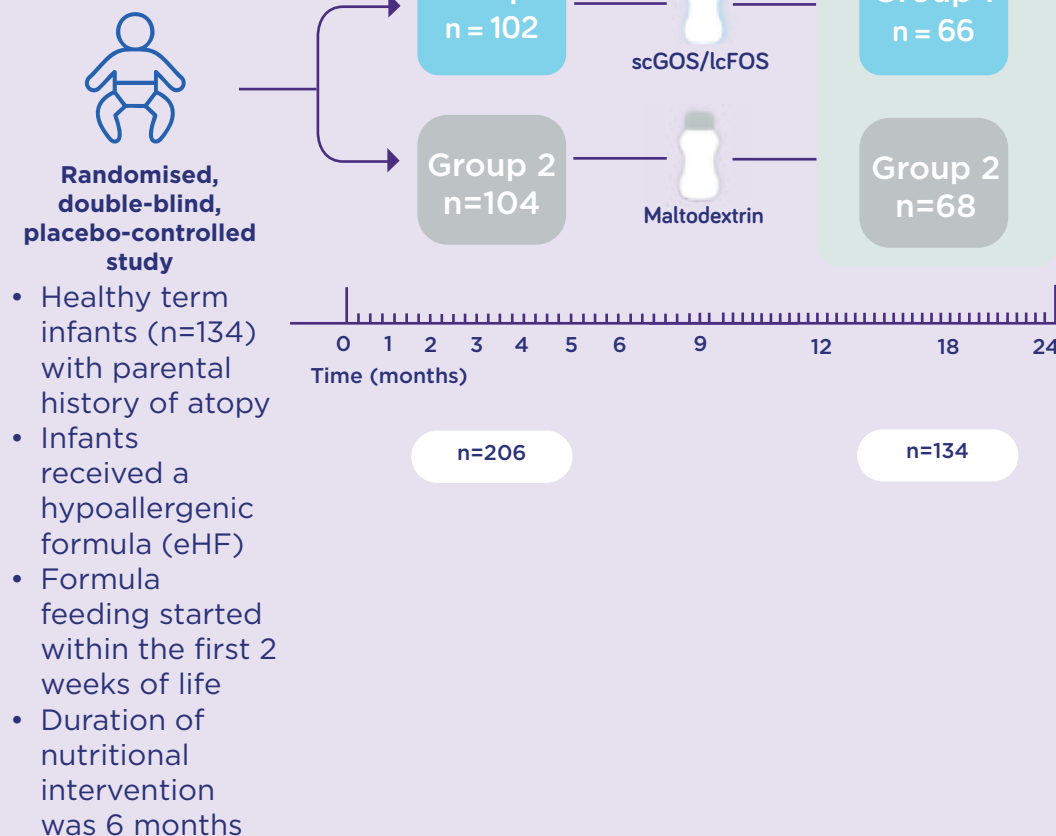 n = 102
n = 66
scGOS/lcFOS
Group 2
n=104
Maltodextrin
Group 2
n=68
Randomised,
double-blind,
placebo-controlled
study
• Healthy term
infants (n=134)
with parental
history of atopy
• Infants
received a
hypoallergenic
formula (eHF)
• Formula
feeding started
within the first 2
weeks of life
• Duration of
nutritional
intervention
was 6 months
0 1 2 3 4 5 6 9 12 18 24
Time (months)
n=206
n=134